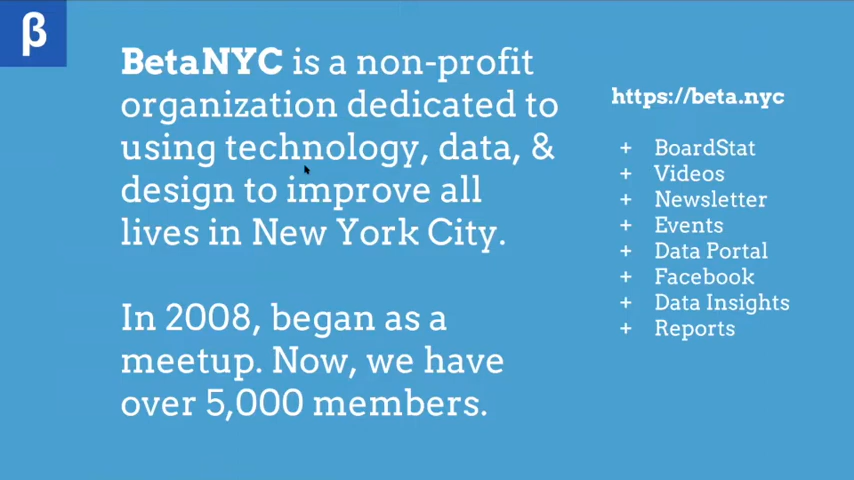 β
BetaNYC is a non-profit
organization dedicated to
using technology, data, &
design to improve all
lives in New York City.
In 2008, began as a
meetup. Now, we have
over 5,000 members.
https://beta.nyc
+ BoardStat
+ Videos
+ Newsletter
+ Events
+ Data Portal
+ Facebook
+ Data Insights
+ Reports